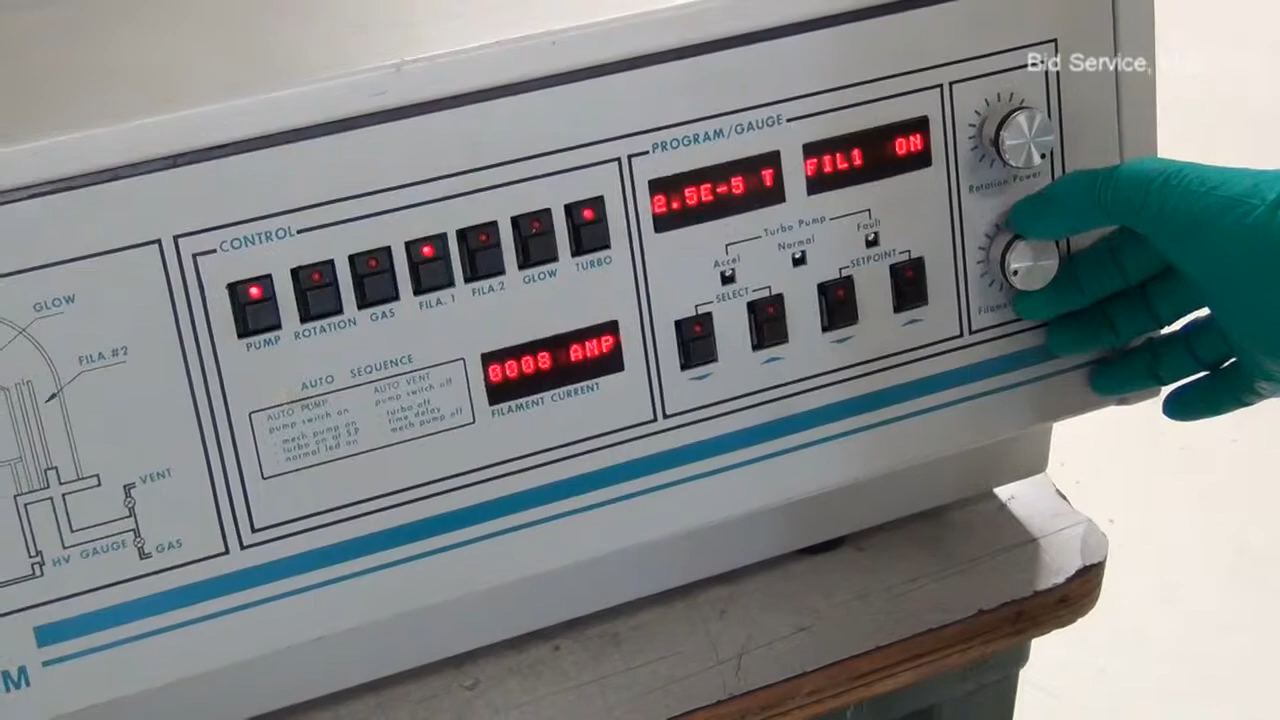 Bid Service,
PROGRAM/GAUGE
2.5E-5 T
FIL1 ON
Rotation Power
Turbo Pump
Accel
Normal
Fault
SELECT
SETPOINT
CONTROL
PUMP
ROTATION
GAS
FILA. 1
FILA.2
GLOW
TURBO
0008 AMP
FILAMENT CURRENT
AUTO SEQUENCE
AUTO PUMP
pump switch on
- mech pump on
- turbo on at S.P
- normal led on
AUTO VENT
pump switch off
- turbo off
time delay
mech pump off
GLOW
FILA.#2
VENT
HV GAUGE
GAS
M